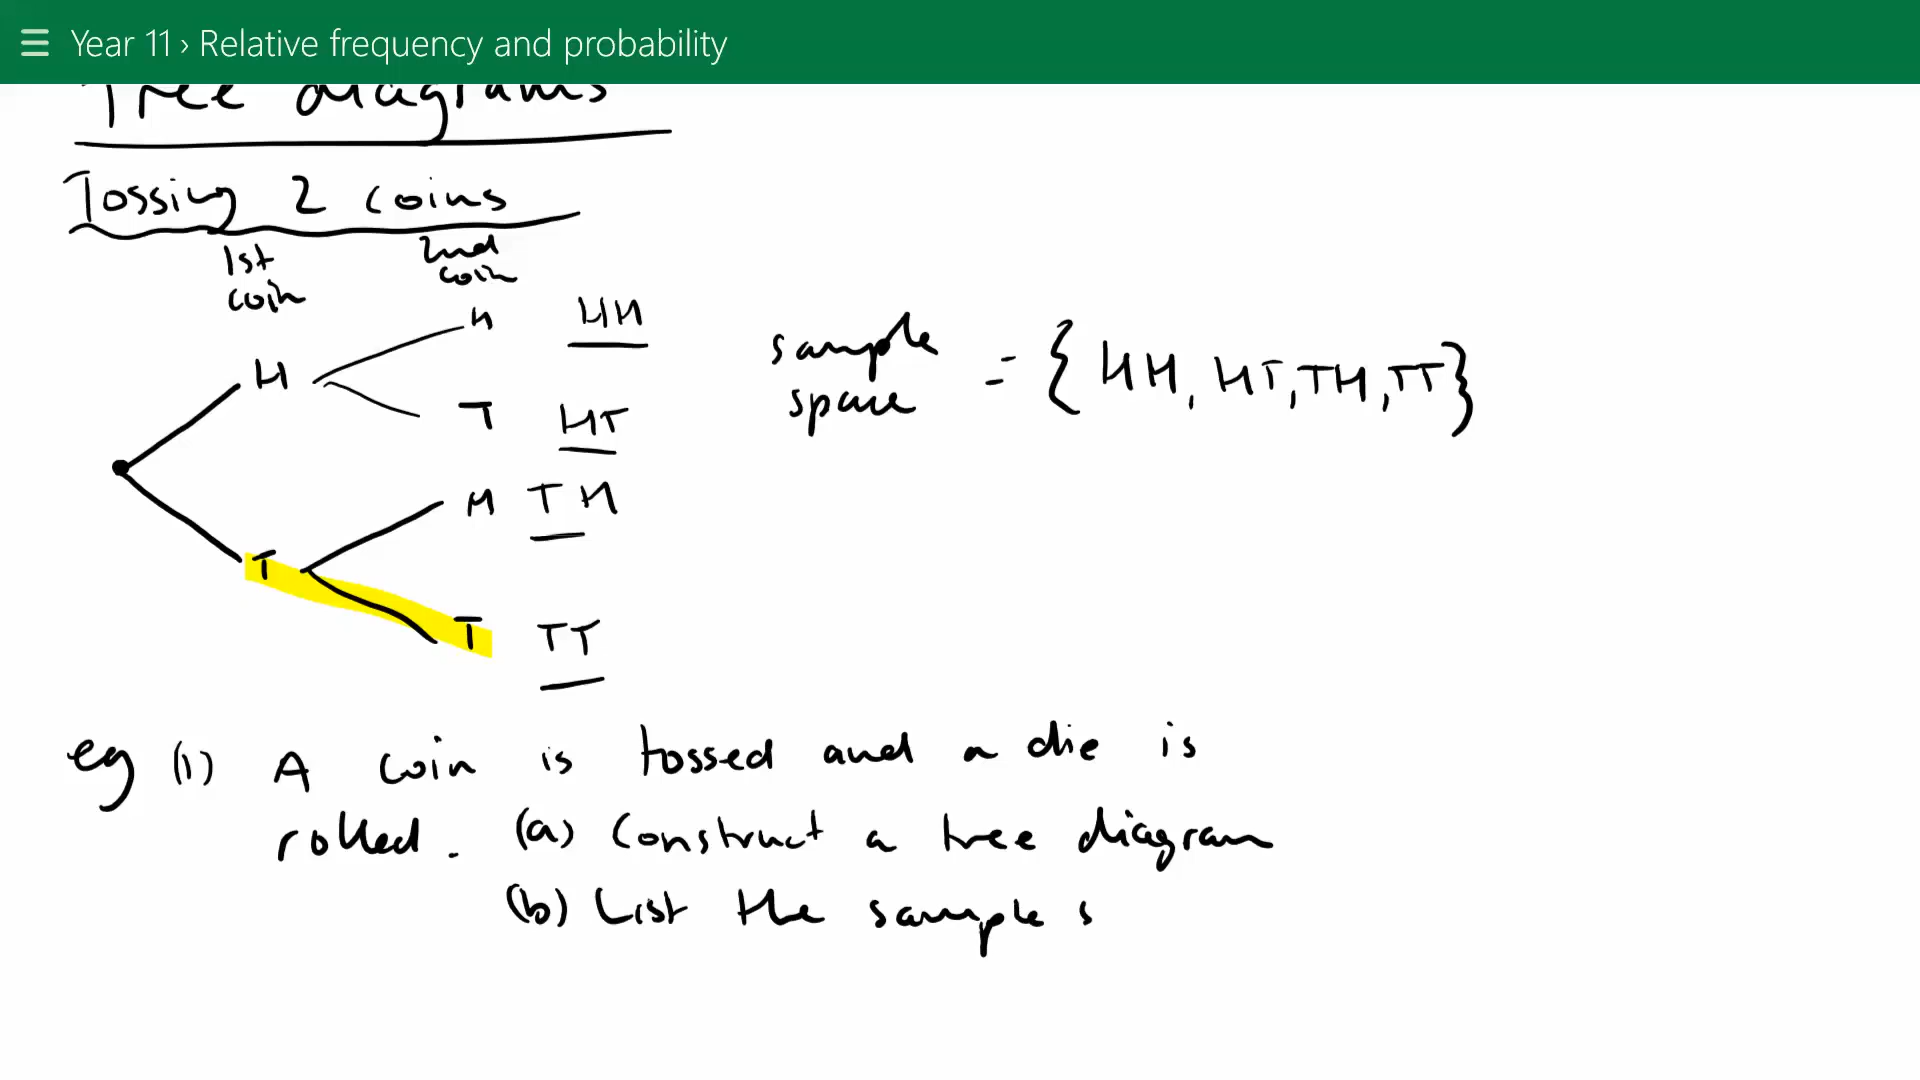 Year 11 › Relative frequency and probability
Tree diagrams
Tossing 2 coins
1st coin
2nd coin
H HH
H
T HT
sample space = {HH, HT, TH, TT}
H TH
T
T TT
eg (1) A coin is tossed and a die is
rolled. (a) Construct a tree diagram
(b) List the sample s